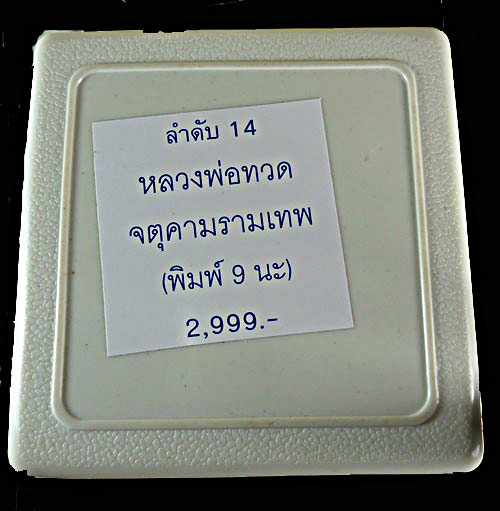 ลำดับ 14
หลวงพ่อทวด
จตุคามรามเทพ
(พิมพ์ 9 นะ)
2,999.-